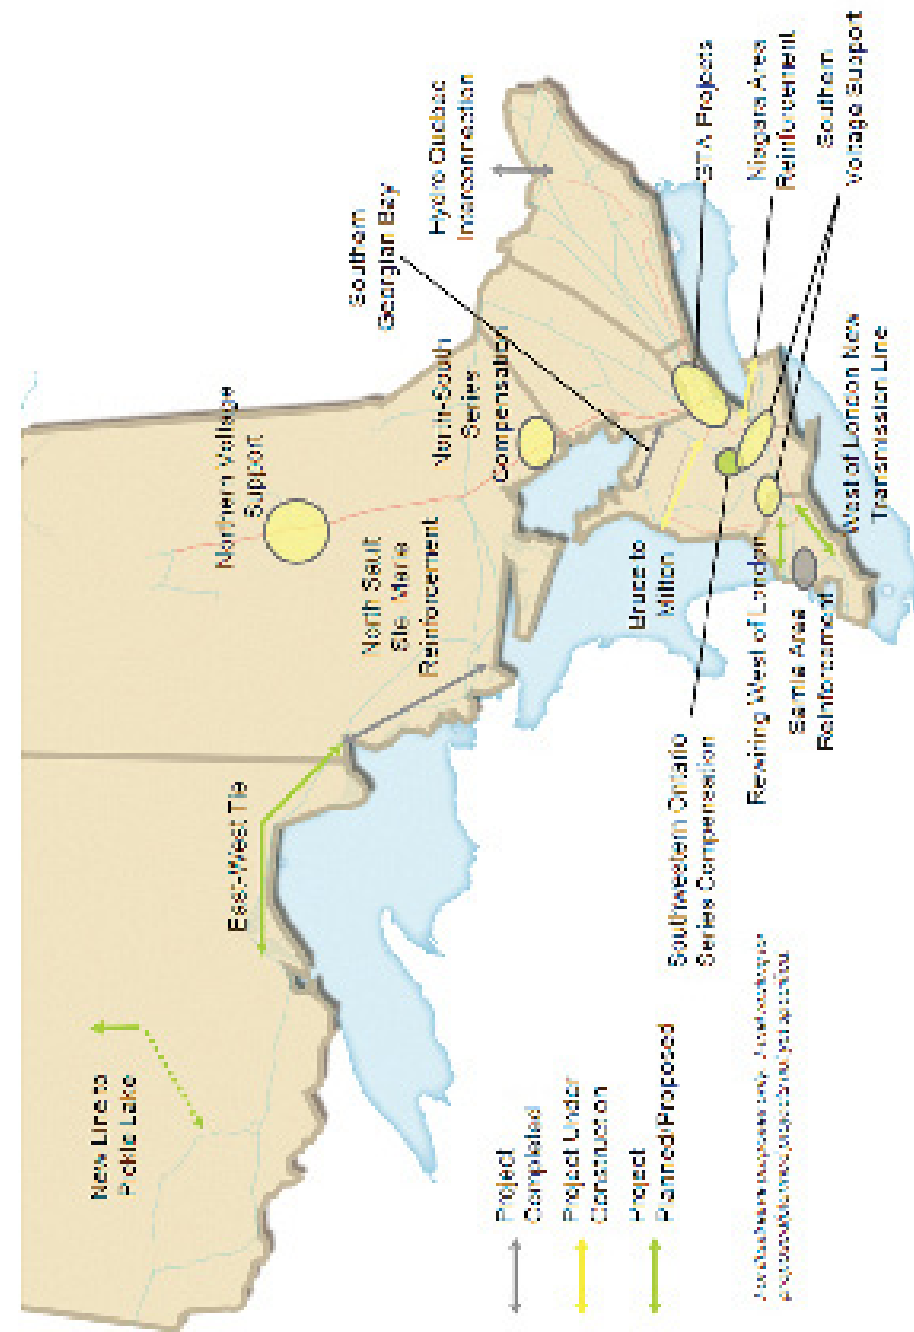 New Line to
Pickle Lake
East-West Tie
Northern Voltage
Support
North Sault
Ste. Marie
Reinforcement
North-South
Series
Compensation
Southern
Georgian Bay
Hydro Quebec
Interconnection
GTA Projects
Niagara Area
Reinforcement
Southern
Voltage Support
Bruce to
Milton
West of London New
Transmission Line
Rewiring West of London
Sarnia Area
Reinforcement
Southwestern Ontario
Series Compensation
Project
Completed
Project Under
Construction
Project
Planned/Proposed